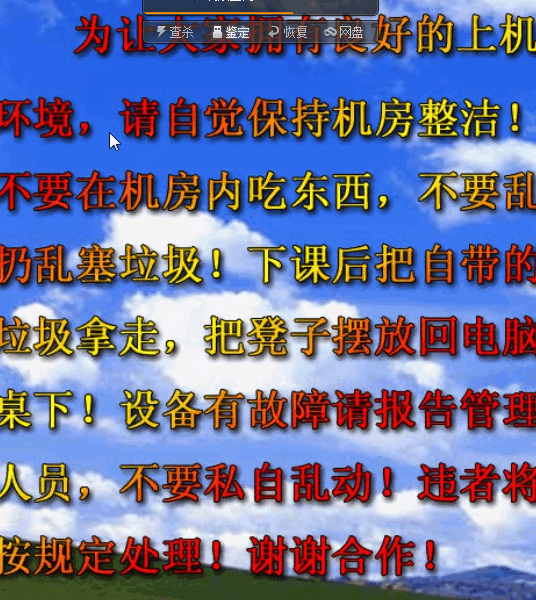 查杀 鉴定 恢复 网盘
为让大家拥有良好的上机
环境，请自觉保持机房整洁！
不要在机房内吃东西，不要乱
扔乱塞垃圾！下课后把自带的
垃圾拿走，把凳子摆放回电脑
桌下！设备有故障请报告管理
人员，不要私自乱动！违者将
按规定处理！谢谢合作！